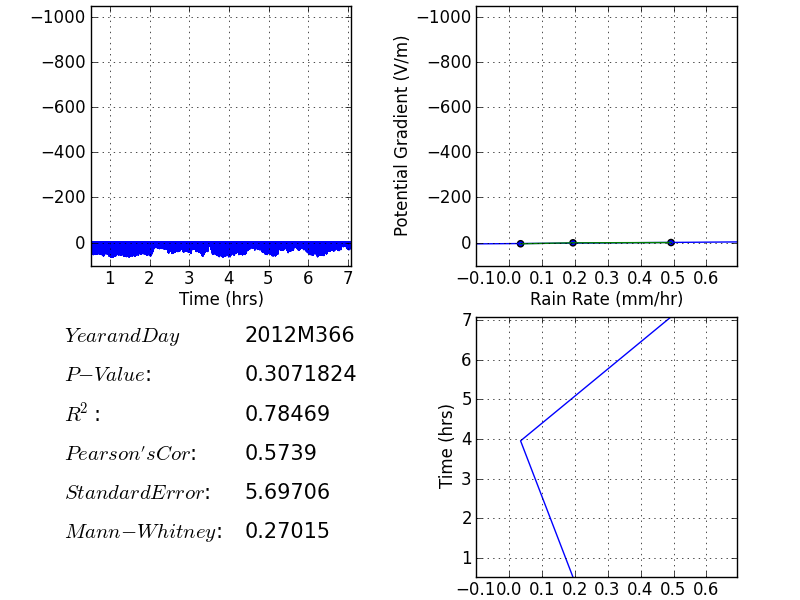 −1000
−800
−600
−400
−200
0
1 2 3 4 5 6 7
Time (hrs)
Potential Gradient (V/m)
−1000
−800
−600
−400
−200
0
−0.10.0 0.1 0.2 0.3 0.4 0.5 0.6
Rain Rate (mm/hr)
YearandDay 2012M366
P−Value: 0.3071824
R²: 0.78469
Pearson'sCor: 0.5739
StandardError: 5.69706
Mann−Whitney: 0.27015
Time (hrs)
7
6
5
4
3
2
1
−0.10.0 0.1 0.2 0.3 0.4 0.5 0.6